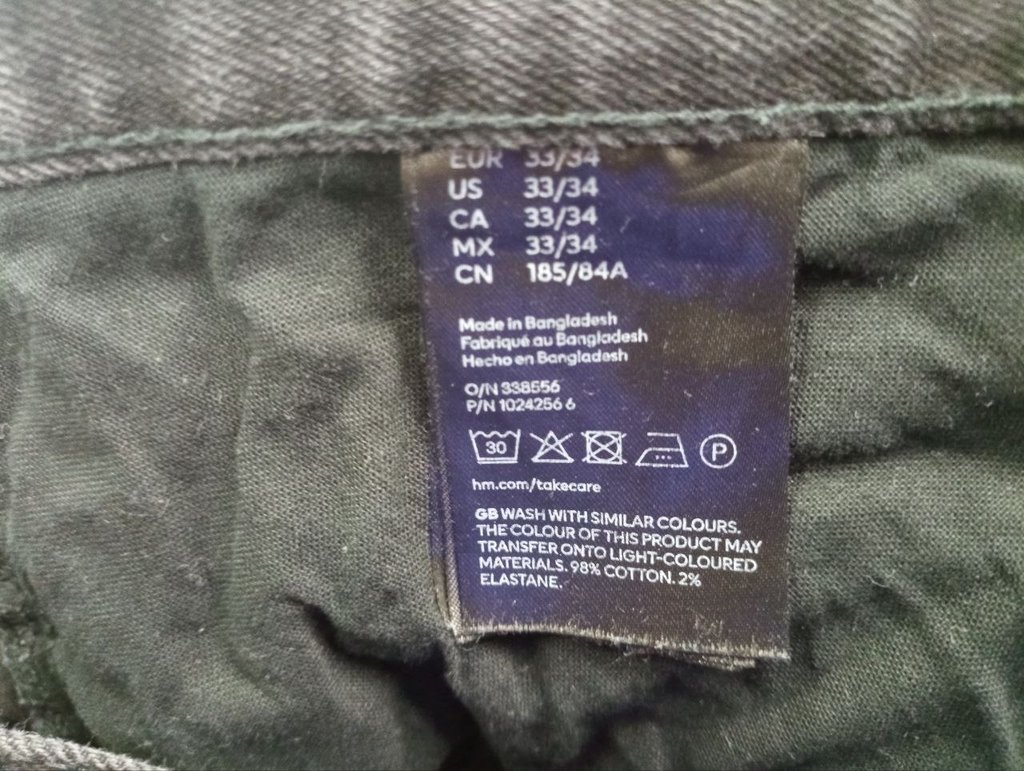 EUR 33/34
US 33/34
CA 33/34
MX 33/34
CN 185/84A
Made in Bangladesh
Fabriqué au Bangladesh
Hecho en Bangladesh
O/N 338556
P/N 1024256 6
30 P
hm.com/takecare
GB WASH WITH SIMILAR COLOURS.
THE COLOUR OF THIS PRODUCT MAY
TRANSFER ONTO LIGHT-COLOURED
MATERIALS. 98% COTTON. 2%
ELASTANE.